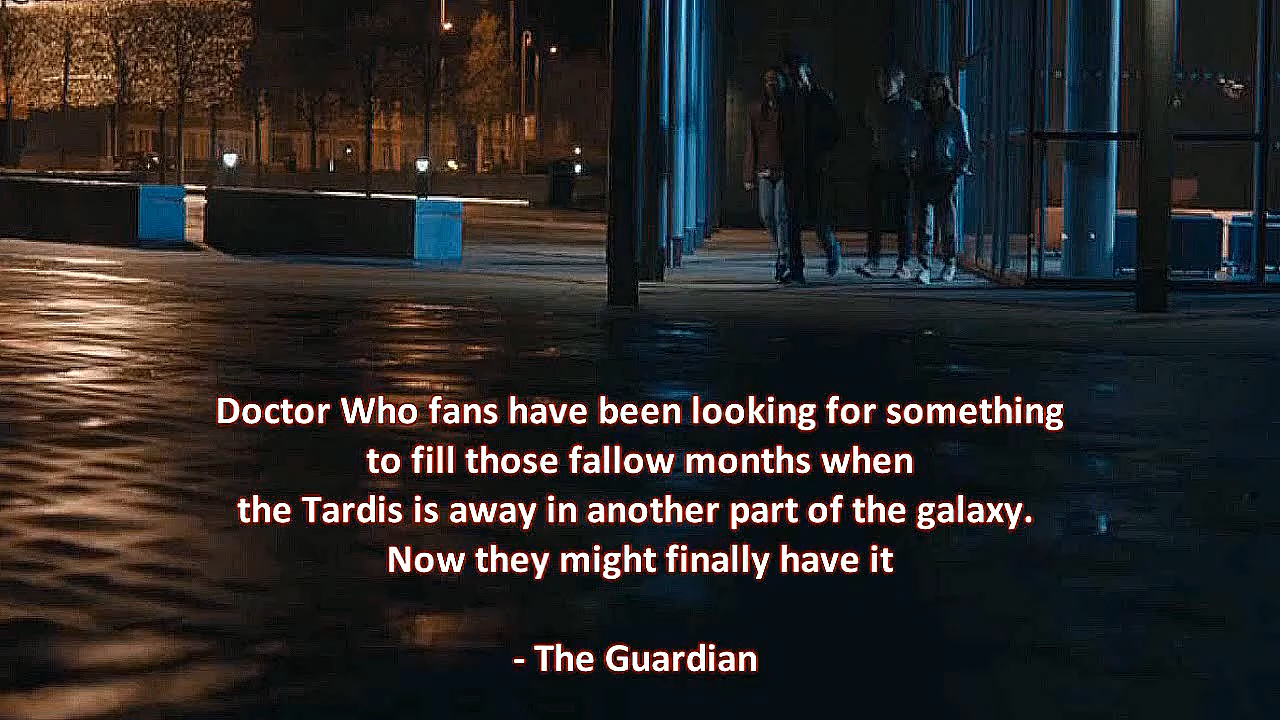 Doctor Who fans have been looking for something
to fill those fallow months when
the Tardis is away in another part of the galaxy.
Now they might finally have it
- The Guardian